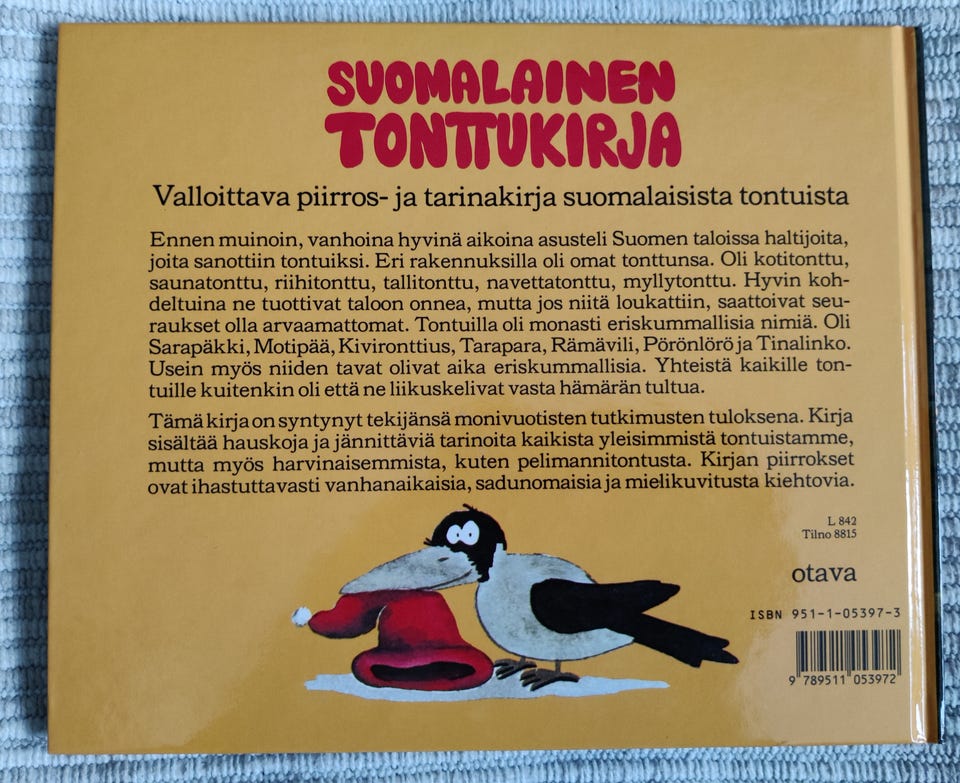 SUOMALAINEN
TONTTUKIRJA
Valloittava piirros- ja tarinakirja suomalaisista tontuista
Ennen muinoin, vanhoina hyvinä aikoina asusteli Suomen taloissa haltijoita,
joita sanottiin tontuiksi. Eri rakennuksilla oli omat tonttunsa. Oli kotitonttu,
saunatonttu, riihitonttu, tallitonttu, navettatonttu, myllytonttu. Hyvin koh-
deltuina ne tuottivat taloon onnea, mutta jos niitä loukattiin, saattoivat seu-
raukset olla arvaamattomat. Tontuilla oli monasti eriskummallisia nimiä. Oli
Sarapäkki, Motipää, Kivironttius, Tarapara, Rämävili, Pörönlörö ja Tinalinko.
Usein myös niiden tavat olivat aika eriskummallisia. Yhteistä kaikille ton-
tuille kuitenkin oli että ne liikuskelivat vasta hämärän tultua.
Tämä kirja on syntynyt tekijänsä monivuotisten tutkimusten tuloksena. Kirja
sisältää hauskoja ja jännittäviä tarinoita kaikista yleisimmistä tontuistamme,
mutta myös harvinaisemmista, kuten pelimannitontusta. Kirjan piirrokset
ovat ihastuttavasti vanhanaikaisia, sadunomaisia ja mielikuvitusta kiehtovia.
L 842
Tilno 8815
otava
ISBN 951-1-05397-3
9 789511 053972